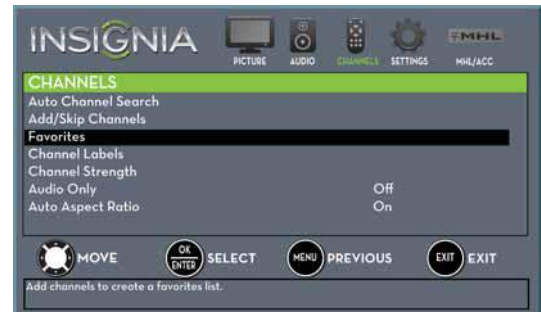 INSIGNIA
PICTURE AUDIO CHANNELS SETTINGS MHL MHL/ACC
CHANNELS
Auto Channel Search
Add/Skip Channels
Favorites
Channel Labels
Channel Strength
Audio Only Off
Auto Aspect Ratio On
MOVE OK ENTER SELECT MENU PREVIOUS EXIT EXIT
Add channels to create a favorites list.